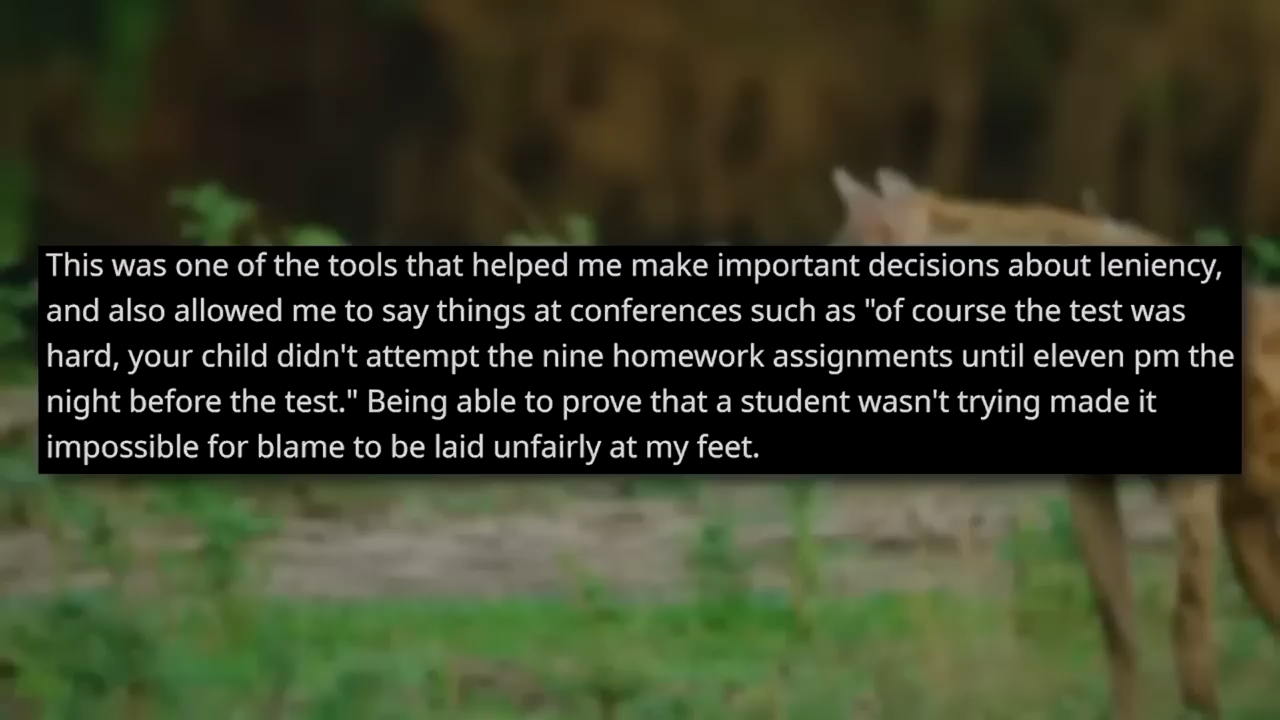 This was one of the tools that helped me make important decisions about leniency,
and also allowed me to say things at conferences such as "of course the test was
hard, your child didn't attempt the nine homework assignments until eleven pm the
night before the test." Being able to prove that a student wasn't trying made it
impossible for blame to be laid unfairly at my feet.